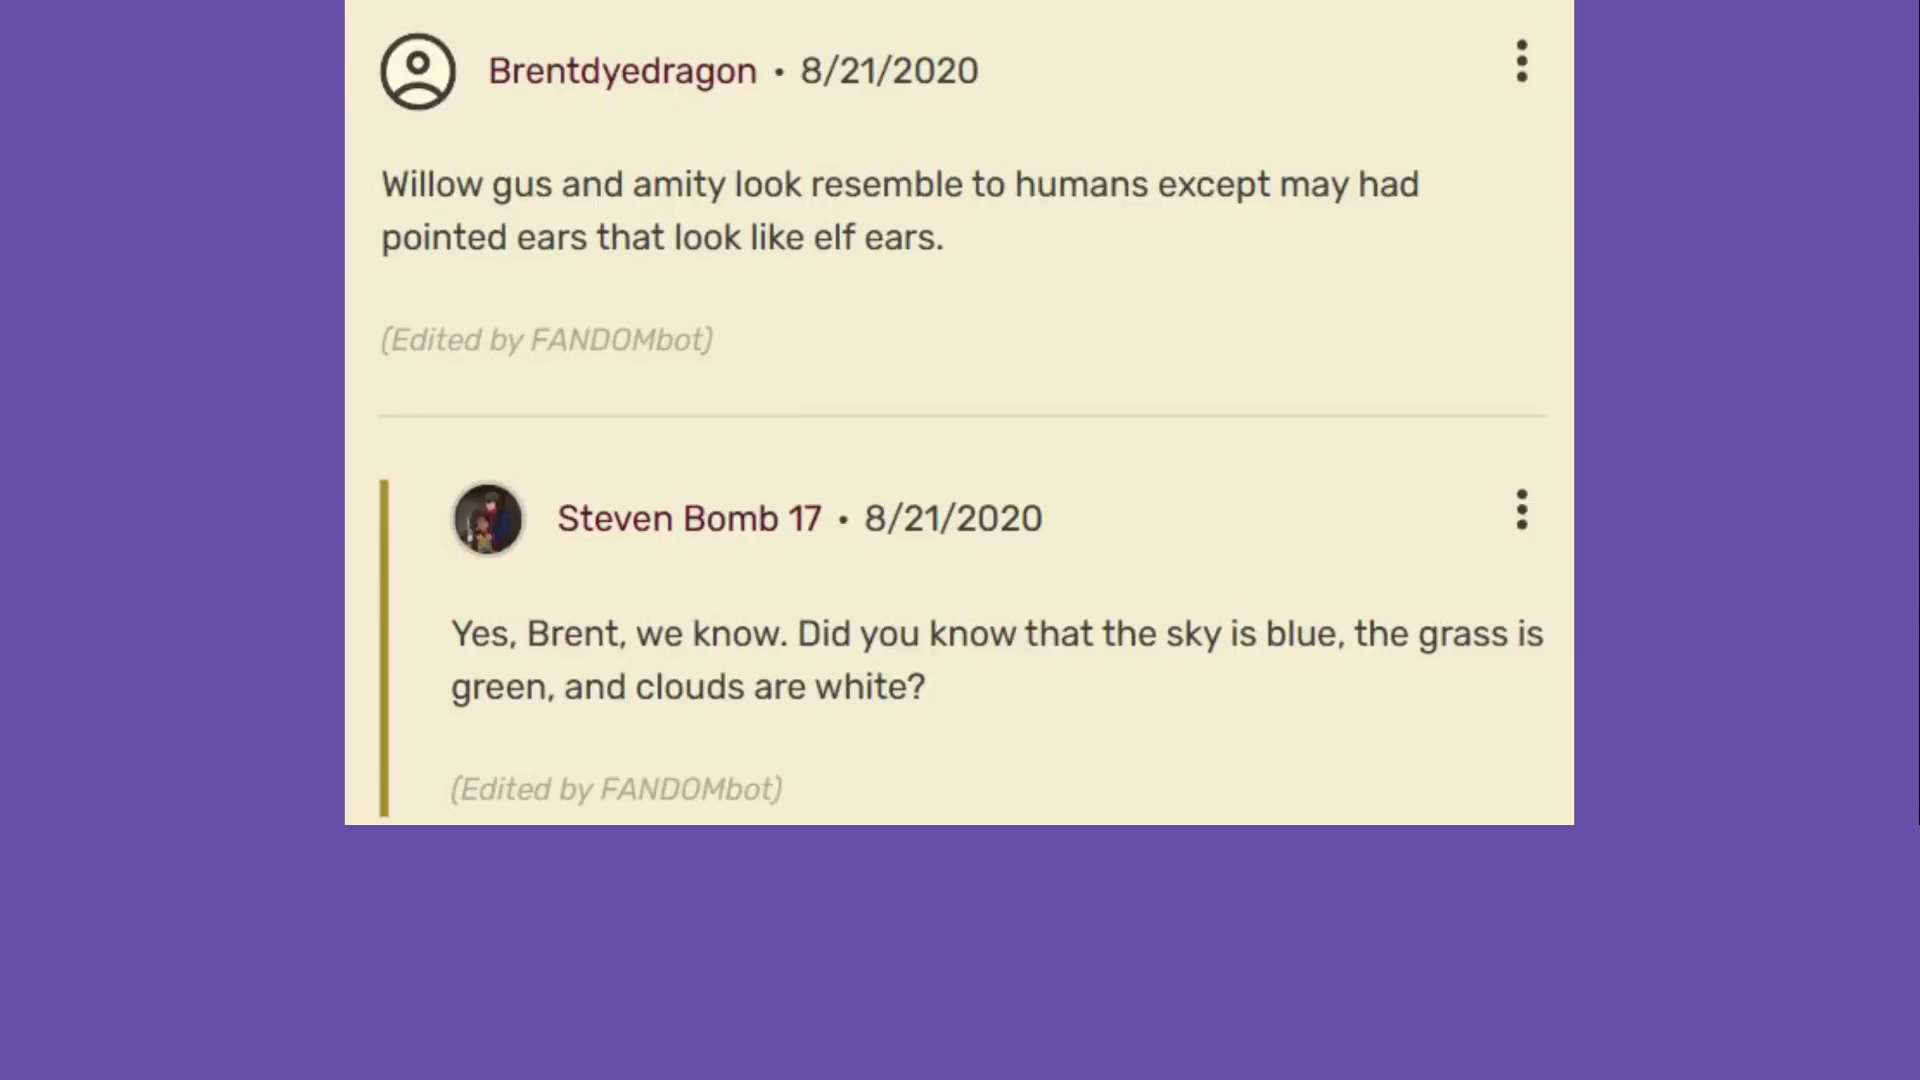 Brentdyedragon • 8/21/2020
Willow gus and amity look resemble to humans except may had
pointed ears that look like elf ears.
(Edited by FANDOMbot)
Steven Bomb 17 • 8/21/2020
Yes, Brent, we know. Did you know that the sky is blue, the grass is
green, and clouds are white?
(Edited by FANDOMbot)